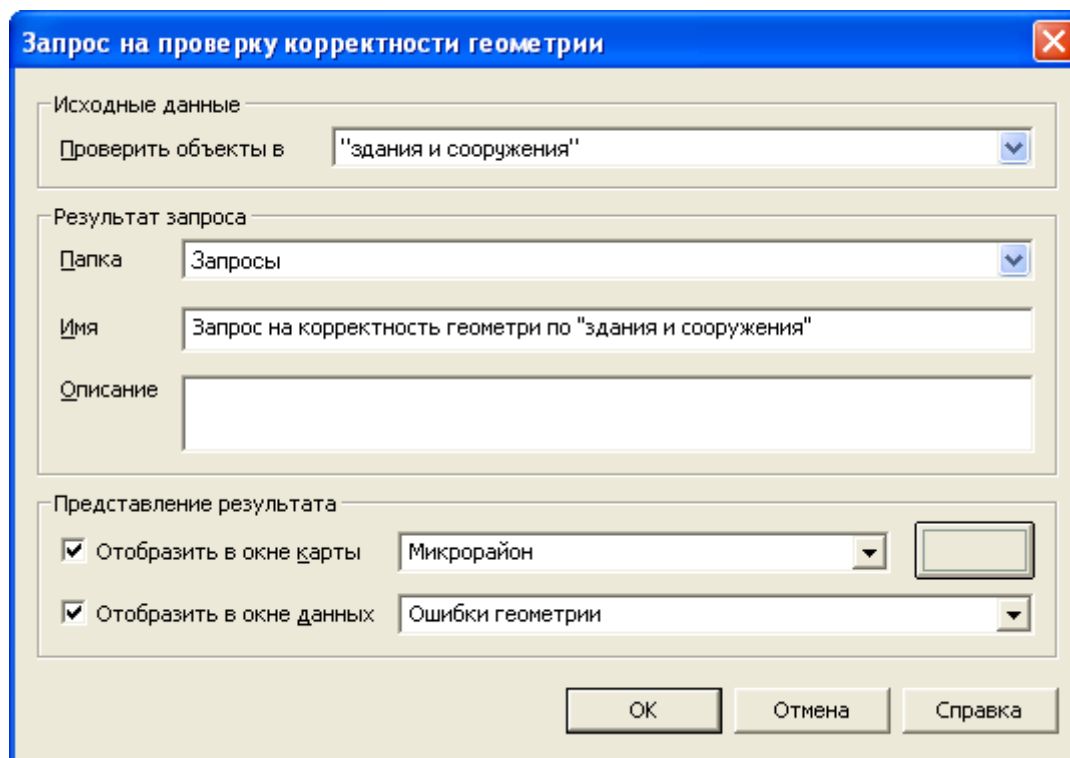 Запрос на проверку корректности геометрии
Исходные данные
Проверить объекты в "здания и сооружения"
Результат запроса
Папка Запросы
Имя Запрос на корректность геометри по "здания и сооружения"
Описание
Представление результата
Отобразить в окне карты Микрорайон
Отобразить в окне данных Ошибки геометрии
OK Отмена Справка